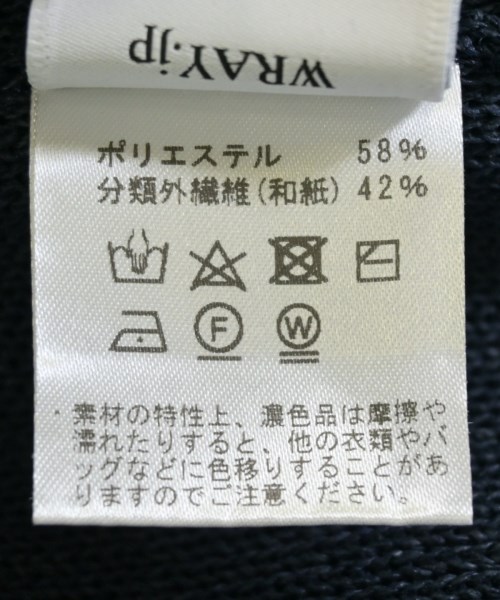 WRAY.jp
ポリエステル 58%
分類外繊維(和紙) 42%
F W
・素材の特性上、濃色品は摩擦や
濡れたりすると、他の衣類やバ
ッグなどに色移りすることがあ
りますのでご注意ください。